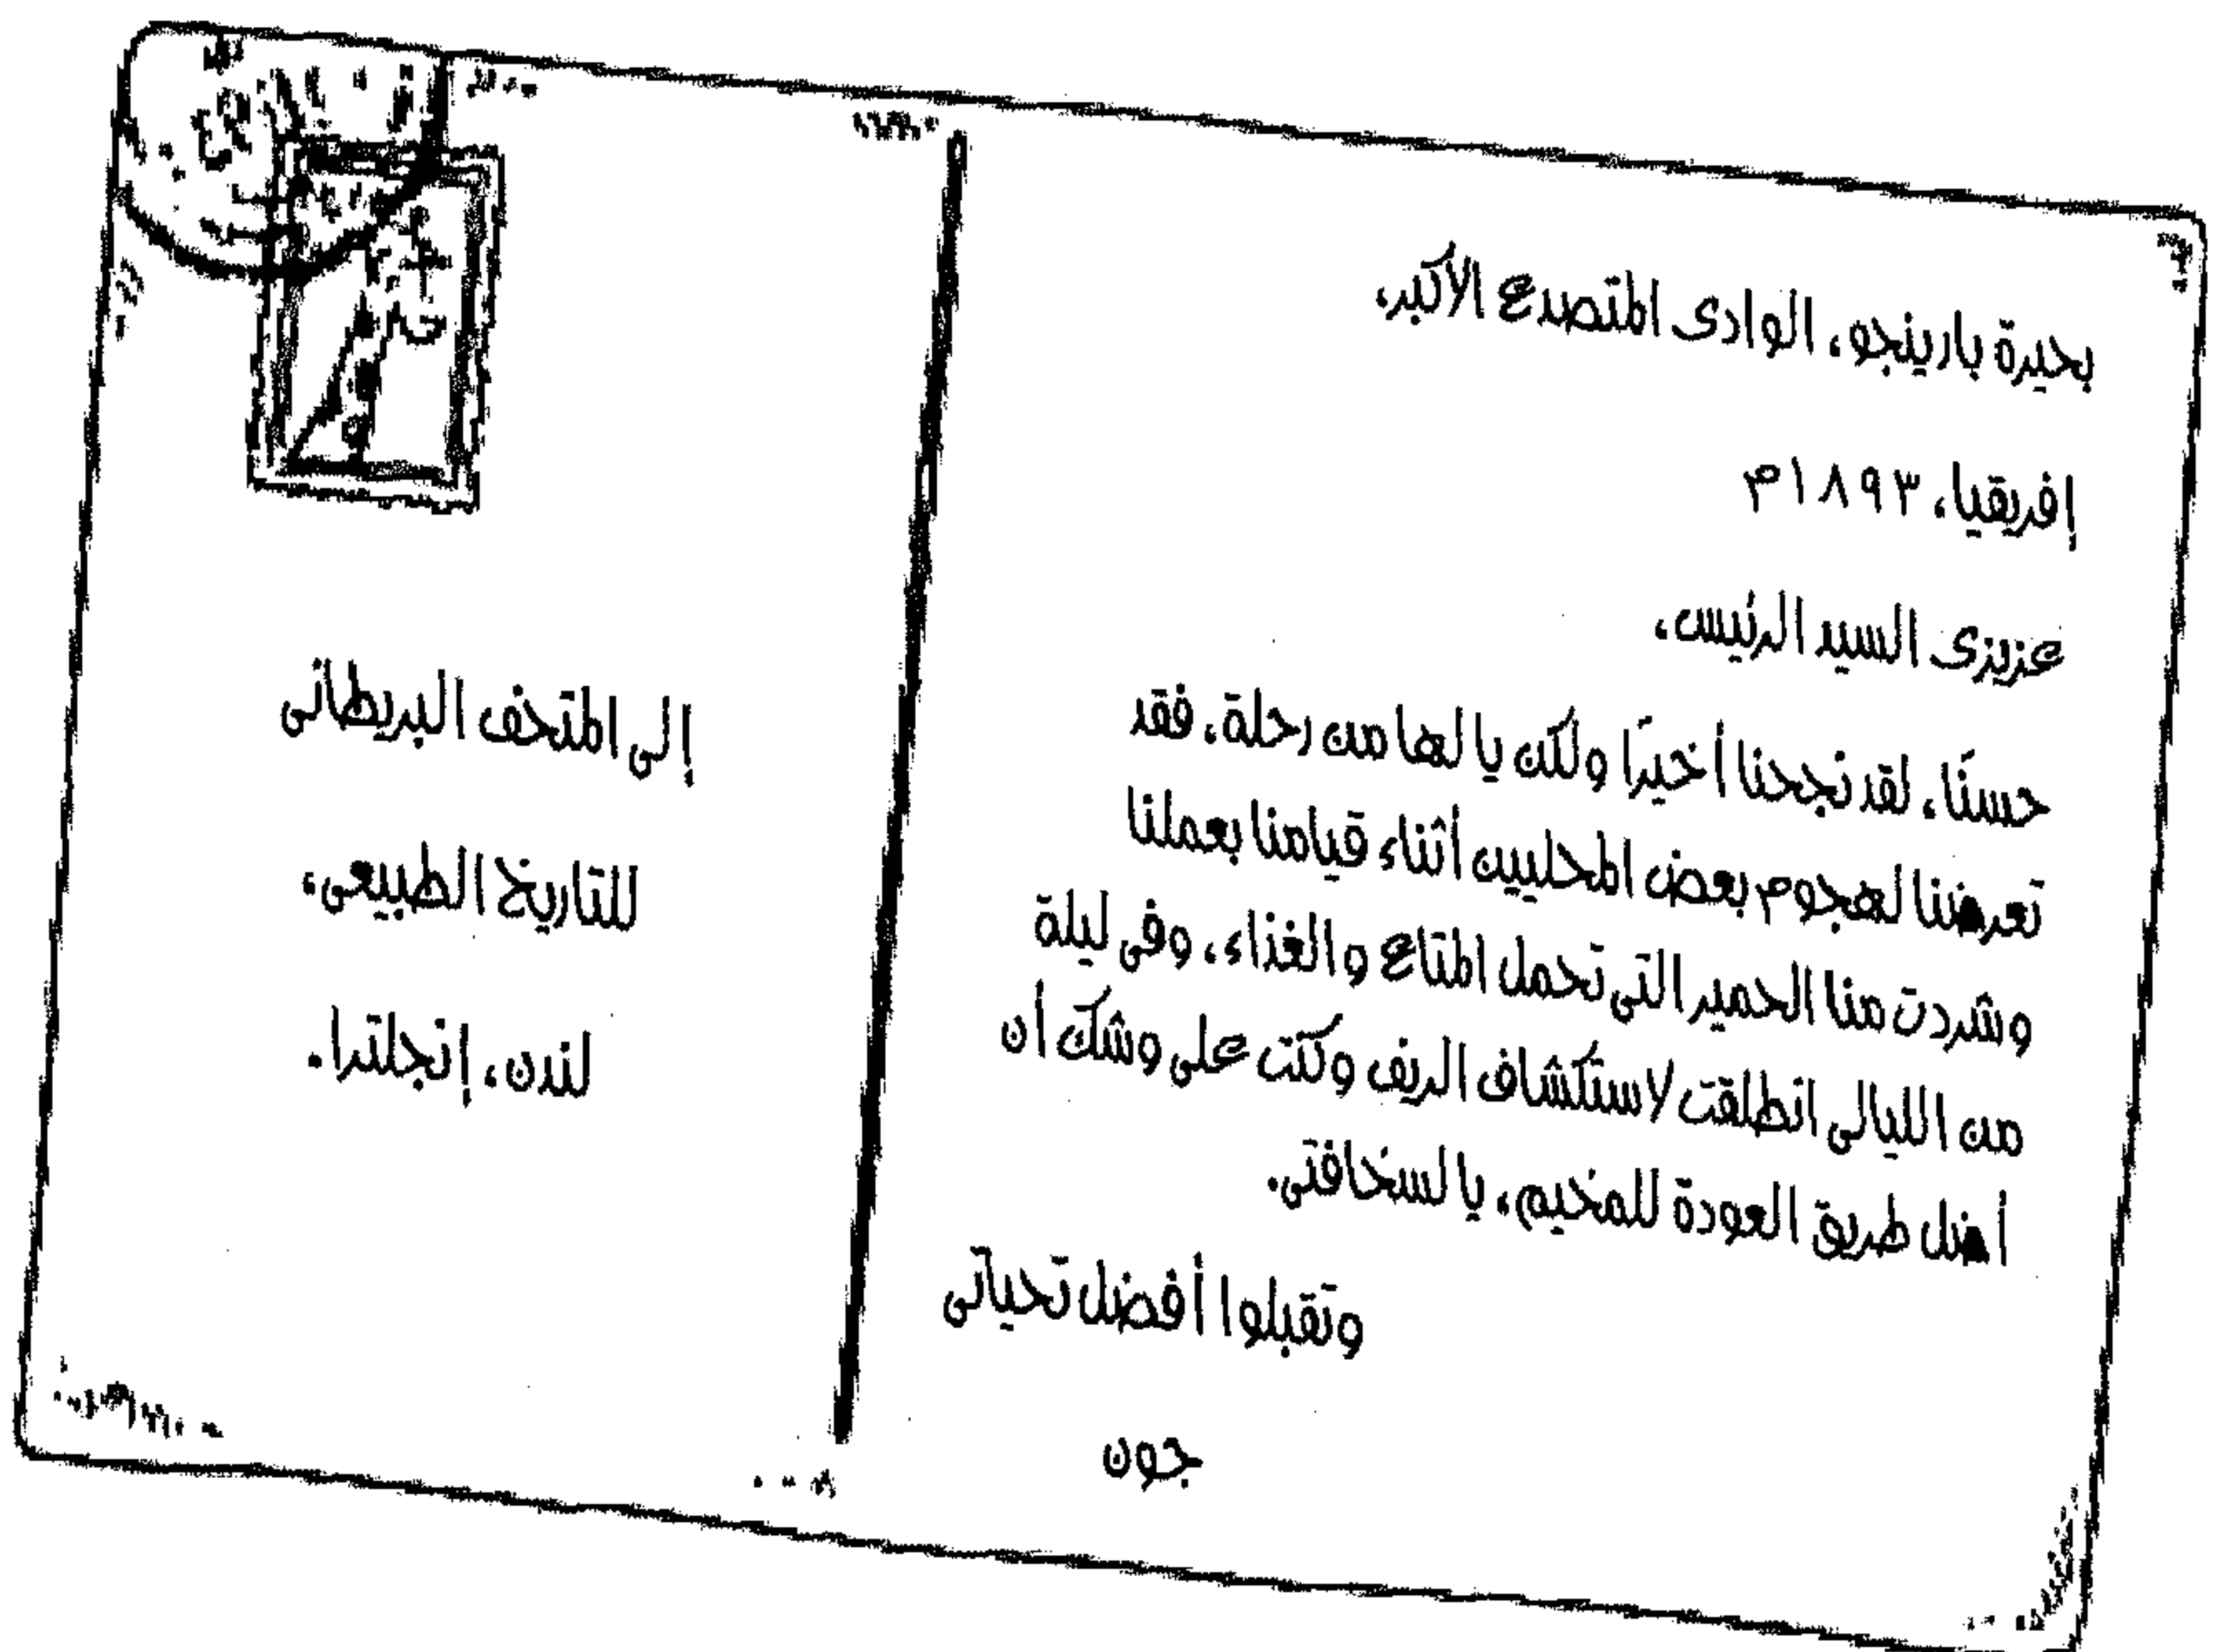 بحيرة بارينجو، الوادى المتصدع الأكبر،
إفريقيا، ١٨٩٣م
عزيزى السيد الرئيس،
حسنًا، لقد نجحنا أخيرًا ولكن يا لها من رحلة، فقد
تعرضنا لهجوم بعض المحليين أثناء قيامنا بعملنا
وشردت منا الحمير التى تحمل المتاع والغذاء، وفى ليلة
من الليالى انطلقت لاستكشاف الريف وكنت على وشك أن
أضل طريق العودة للمخيم، يا لسخافتى.
وتقبلوا أفضل تحياتى
جون
إلى المتحف البريطانى
للتاريخ الطبيعى،
لندن، إنجلترا.